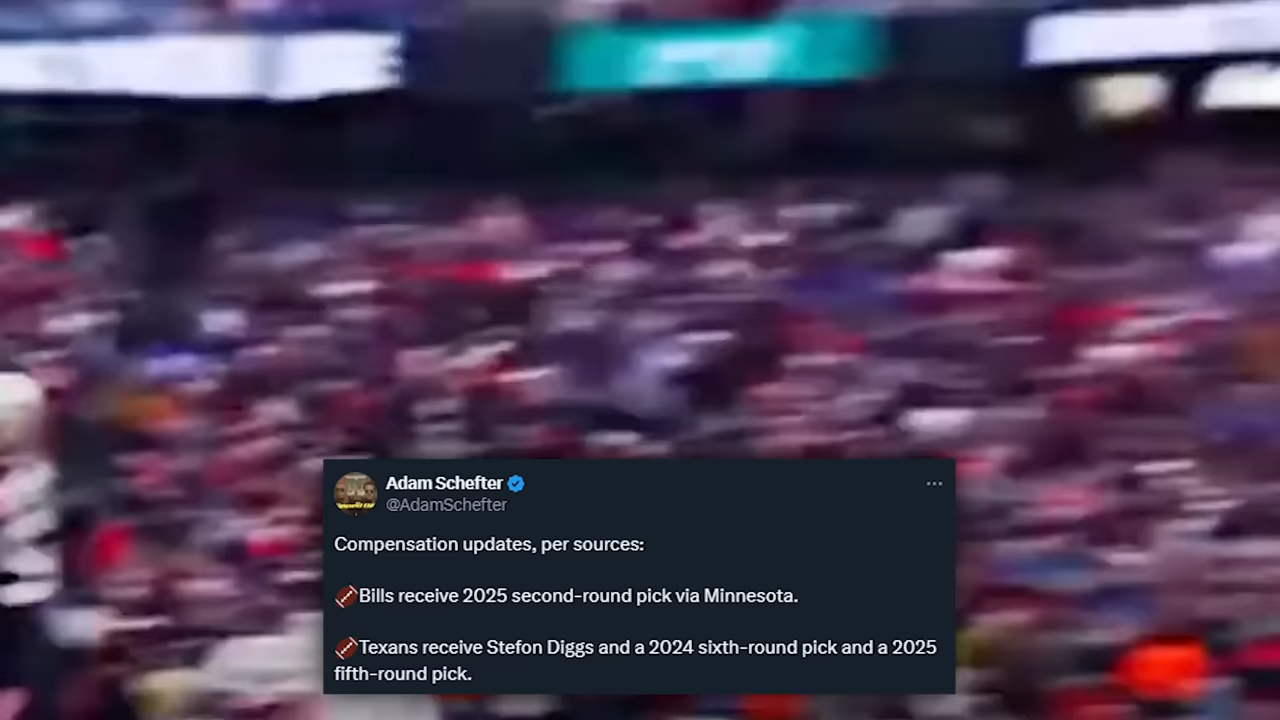 Adam Schefter
@AdamSchefter
Compensation updates, per sources:
🏈Bills receive 2025 second-round pick via Minnesota.
🏈Texans receive Stefon Diggs and a 2024 sixth-round pick and a 2025
fifth-round pick.